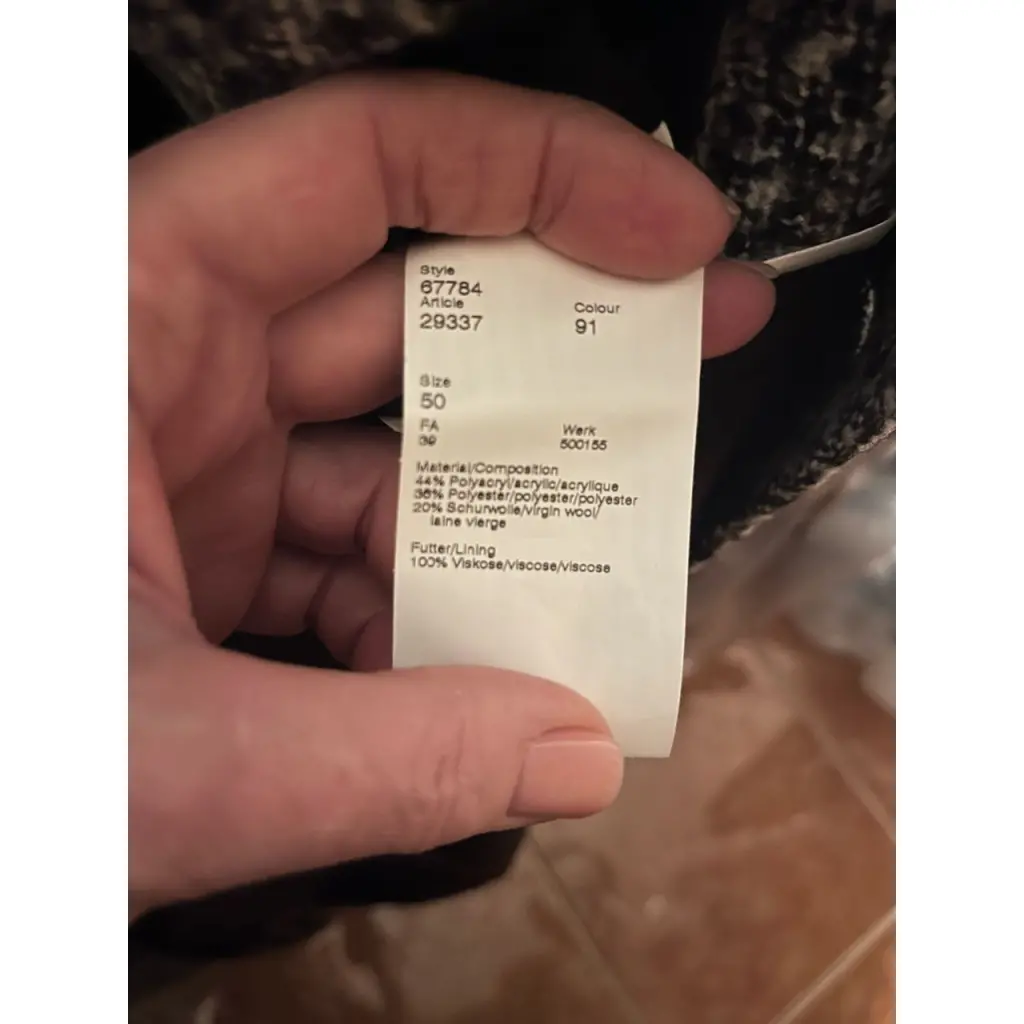 Style
67784
Article
29337
Colour
91
Size
50
FA
39
Werk
500155
Material/Composition
44% Polyacryl/acrylic/acrylique
36% Polyester/polyester/polyester
20% Schurwolle/virgin wool/
laine vierge
Futter/Lining
100% Viskose/viscose/viscose